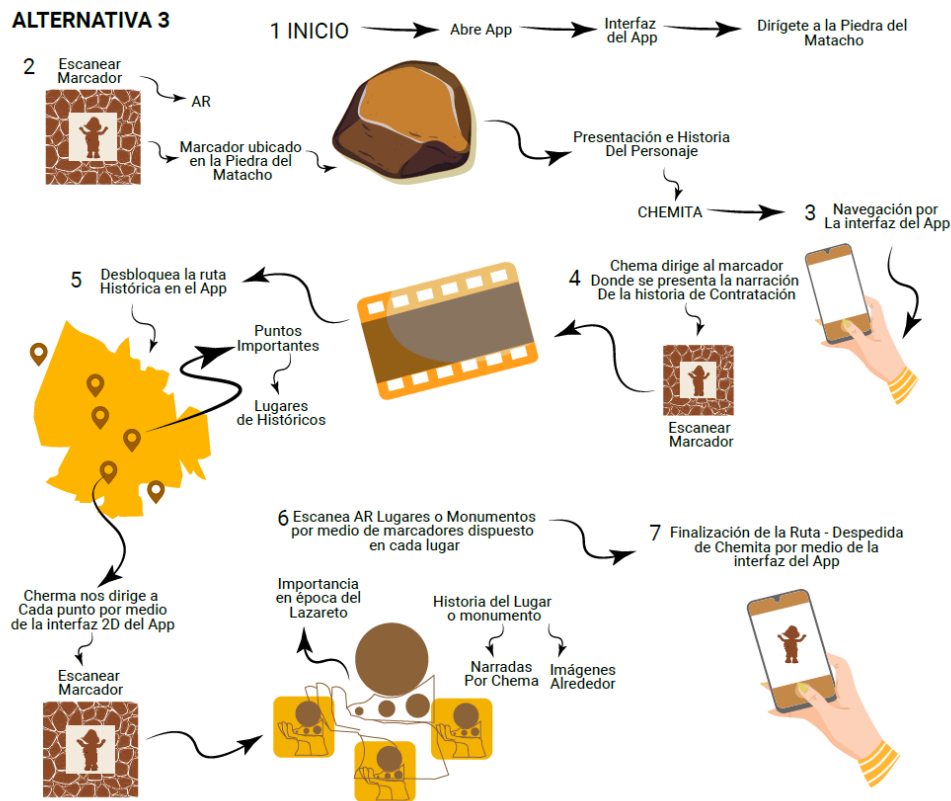 ALTERNATIVA 3
1 INICIO
Abre App
Interfaz
del App
Dirígete a la Piedra del
Matacho
2
Escanear
Marcador
AR
Marcador ubicado
en la Piedra del
Matacho
Presentación e Historia
Del Personaje
CHEMITA
3
Navegación por
La interfaz del App
4
Chema dirige al marcador
Donde se presenta la narración
De la historia de Contratación
Escanear
Marcador
5
Desbloquea la ruta
Histórica en el App
Puntos
Importantes
Lugares
de Históricos
Cherma nos dirige a
Cada punto por medio
de la interfaz 2D del App
Escanear
Marcador
6 Escanea AR Lugares o Monumentos
por medio de marcadores dispuesto
en cada lugar
Importancia
en época del
Lazareto
Historia del Lugar
o monumento
Narradas
Por Chema
Imágenes
Alrededor
7
Finalización de la Ruta - Despedida
de Chemita por medio de la
interfaz del App